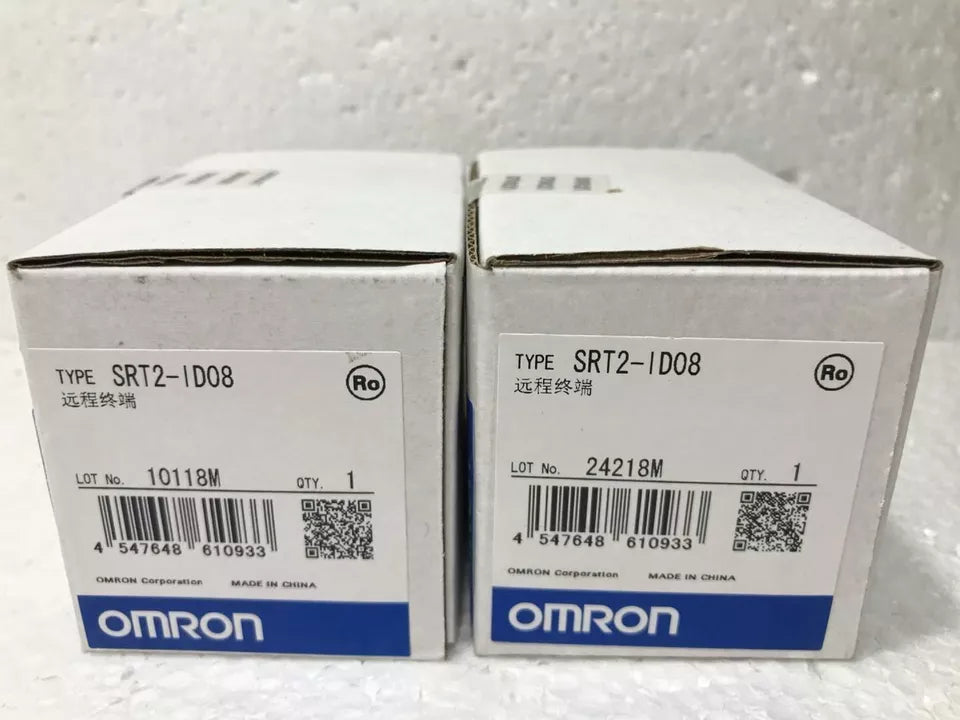 TYPE SRT2-ID08
远程终端
Ro
LOT No. 10118M QTY. 1
4 547648 610933
OMRON Corporation MADE IN CHINA
OMRON
TYPE SRT2-ID08
远程终端
Ro
LOT No. 24218M QTY. 1
4 547648 610933
OMRON Corporation MADE IN CHINA
OMRON